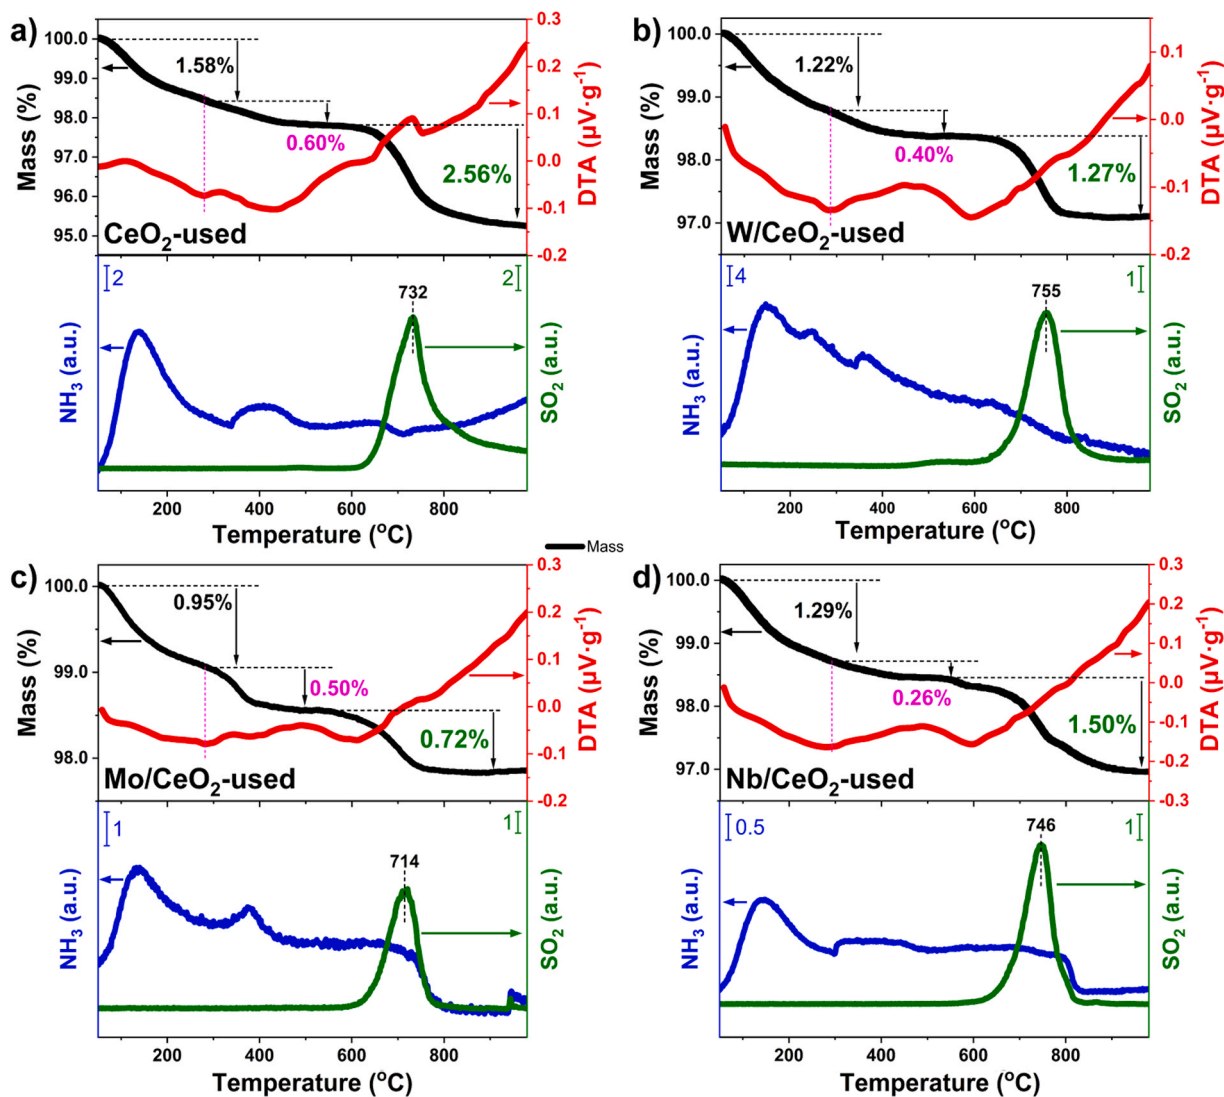 a)
100.0
99.0
98.0
97.0
96.0
95.0
Mass (%)
1.58%
0.60%
2.56%
CeO2-used
0.3
0.2
0.1
0.0
-0.1
-0.2
DTA (µV·g-1)
2
2
732
NH3 (a.u.)
SO2 (a.u.)
200 400 600 800
Temperature (oC)
b)
100.0
99.0
98.0
97.0
Mass (%)
1.22%
0.40%
1.27%
W/CeO2-used
0.1
0.0
-0.1
-0.2
DTA (µV·g-1)
4
1
755
NH3 (a.u.)
SO2 (a.u.)
200 400 600 800
Temperature (oC)
Mass
c)
100.0
99.0
98.0
Mass (%)
0.95%
0.50%
0.72%
Mo/CeO2-used
0.3
0.2
0.1
0.0
-0.1
-0.2
DTA (µV·g-1)
1
1
714
NH3 (a.u.)
SO2 (a.u.)
200 400 600 800
Temperature (oC)
d)
100.0
99.0
98.0
97.0
Mass (%)
1.29%
0.26%
1.50%
Nb/CeO2-used
0.3
0.2
0.1
0.0
-0.1
-0.2
-0.3
DTA (µV·g-1)
0.5
1
746
NH3 (a.u.)
SO2 (a.u.)
200 400 600 800
Temperature (oC)